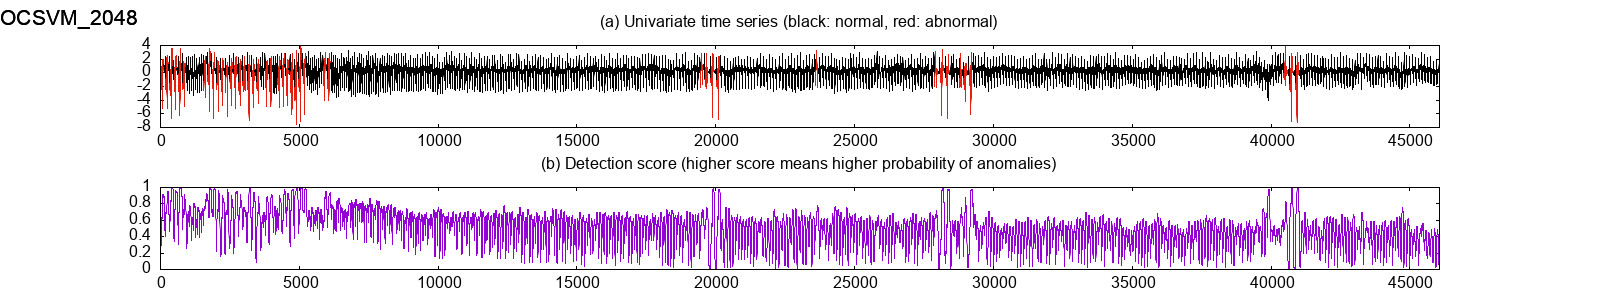 OCSVM_2048
(a) Univariate time series (black: normal, red: abnormal)
4
2
0
-2
-4
-6
-8
0 5000 10000 15000 20000 25000 30000 35000 40000 45000
(b) Detection score (higher score means higher probability of anomalies)
1
0.8
0.6
0.4
0.2
0
0 5000 10000 15000 20000 25000 30000 35000 40000 45000